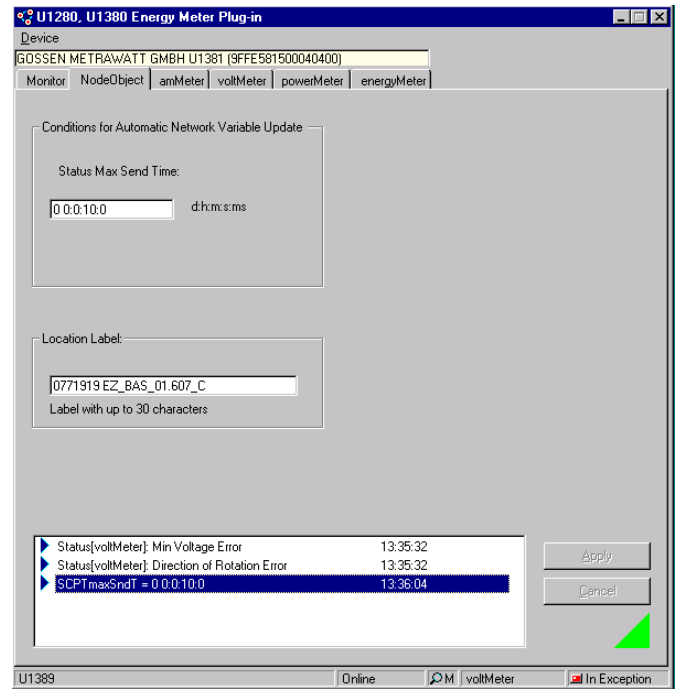 U1280, U1380 Energy Meter Plug-in
Device
GOSSEN METRAWATT GMBH U1381 (9FFE581500040400)
Monitor NodeObject amMeter voltMeter powerMeter energyMeter
Conditions for Automatic Network Variable Update
Status Max Send Time:
0 0:0:10:0 d:h:m:s:ms
Location Label:
0771919 EZ_BAS_01.607_C
Label with up to 30 characters
Status[voltMeter]: Min Voltage Error 13:35:32
Status[voltMeter]: Direction of Rotation Error 13:35:32
SCPTmaxSndT = 0 0:0:10:0 13:36:04
Apply
Cancel
U1389 Online M voltMeter In Exception